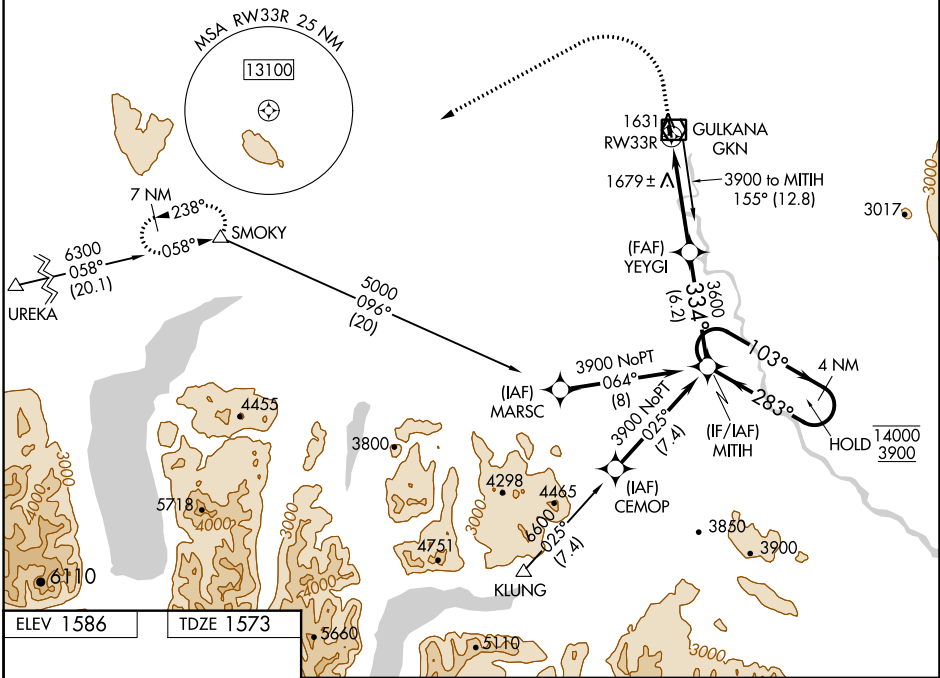 MSA RW33R 25 NM
13100
1631
RW33R
GULKANA
GKN
1679 ±
3900 to MITIH
155° (12.8)
3000
3017
7 NM
238°
058°
SMOKY
6300
058°
(20.1)
UREKA
5000
096°
(20)
(FAF)
YEYGI
3600
334°
(6.2)
103°
4 NM
283°
HOLD
14000
3900
(IF/IAF)
MITIH
3900 NoPT
064°
(8)
(IAF)
MARSC
3900 NoPT
025°
(7.4)
(IAF)
CEMOP
6600
025°
(7.4)
KLUNG
4455
3800
4298
4465
3000
5718
4000
3000
4000
3000
4751
3850
3900
6110
4000
5660
5110
3000
ELEV 1586
TDZE 1573